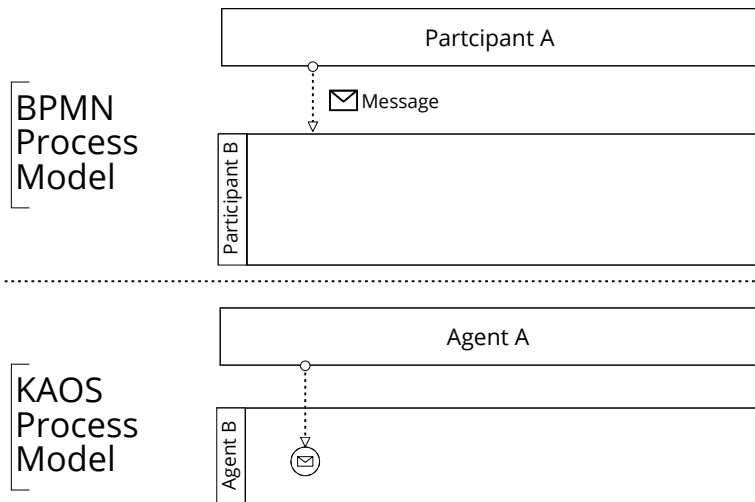 Partcipant A
BPMN
Process
Model
Message
Participant B
Agent A
KAOS
Process
Model
Agent B